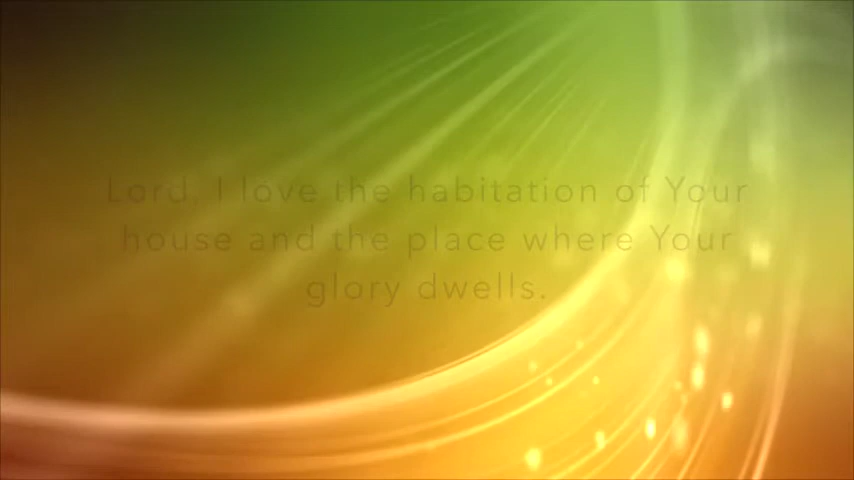 Lord, I love the habitation of Your
house and the place where Your
glory dwells.